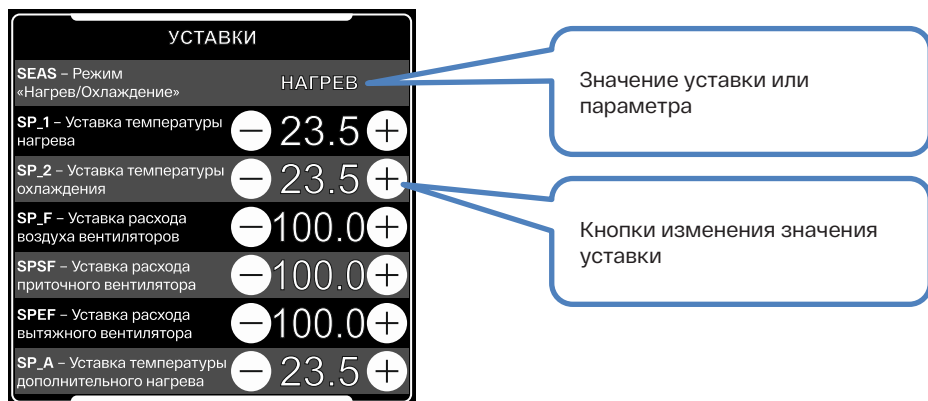 УСТАВКИ
SEAS – Режим
«Нагрев/Охлаждение»
НАГРЕВ
SP_1 – Уставка температуры
нагрева
− 23.5 +
SP_2 – Уставка температуры
охлаждения
− 23.5 +
SP_F – Уставка расхода
воздуха вентиляторов
− 100.0 +
SPSF – Уставка расхода
приточного вентилятора
− 100.0 +
SPEF – Уставка расхода
вытяжного вентилятора
− 100.0 +
SP_A – Уставка температуры
дополнительного нагрева
− 23.5 +
Значение уставки или
параметра
Кнопки изменения значения
уставки